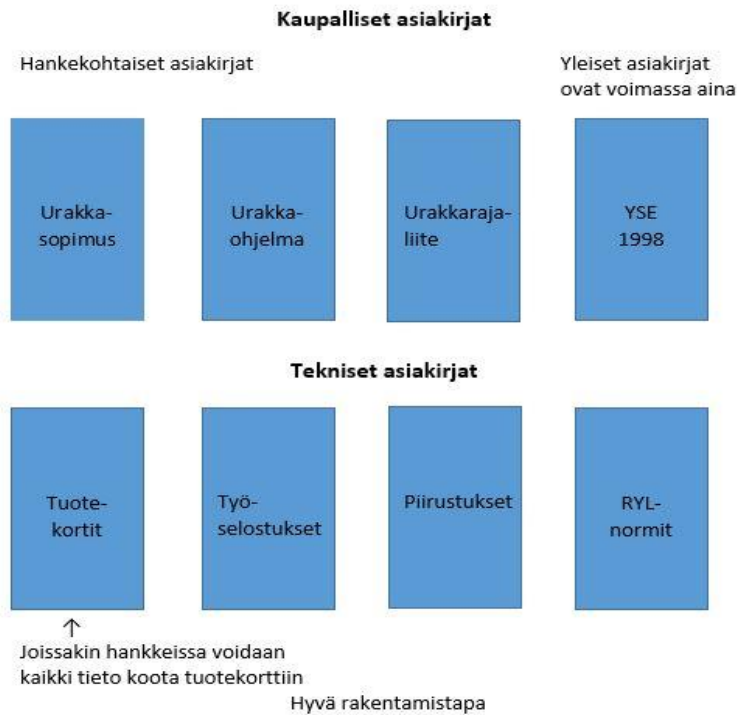 Kaupalliset asiakirjat
Hankekohtaiset asiakirjat
Yleiset asiakirjat
ovat voimassa aina
Urakka-
sopimus
Urakka-
ohjelma
Urakkaraja-
liite
YSE
1998
Tekniset asiakirjat
Tuote-
kortit
Työ-
selostukset
Piirustukset
RYL-
normit
Joissakin hankkeissa voidaan
kaikki tieto koota tuotekorttiin
Hyvä rakentamistapa